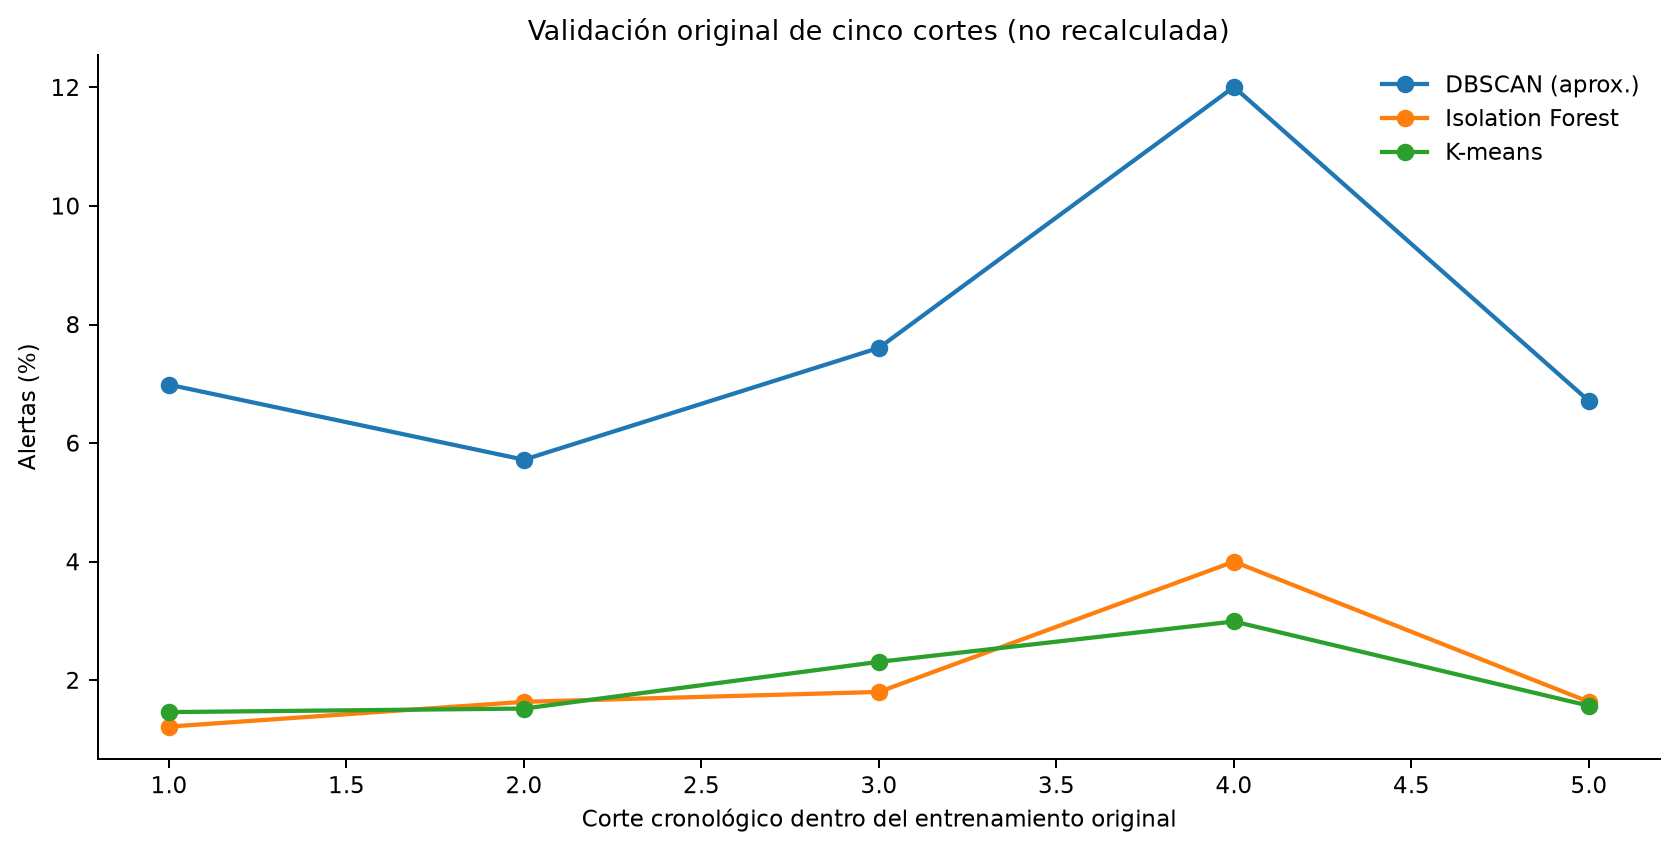 Validación original de cinco cortes (no recalculada)
DBSCAN (aprox.)
Isolation Forest
K-means
Alertas (%)
12
10
8
6
4
2
1.0 1.5 2.0 2.5 3.0 3.5 4.0 4.5 5.0
Corte cronológico dentro del entrenamiento original